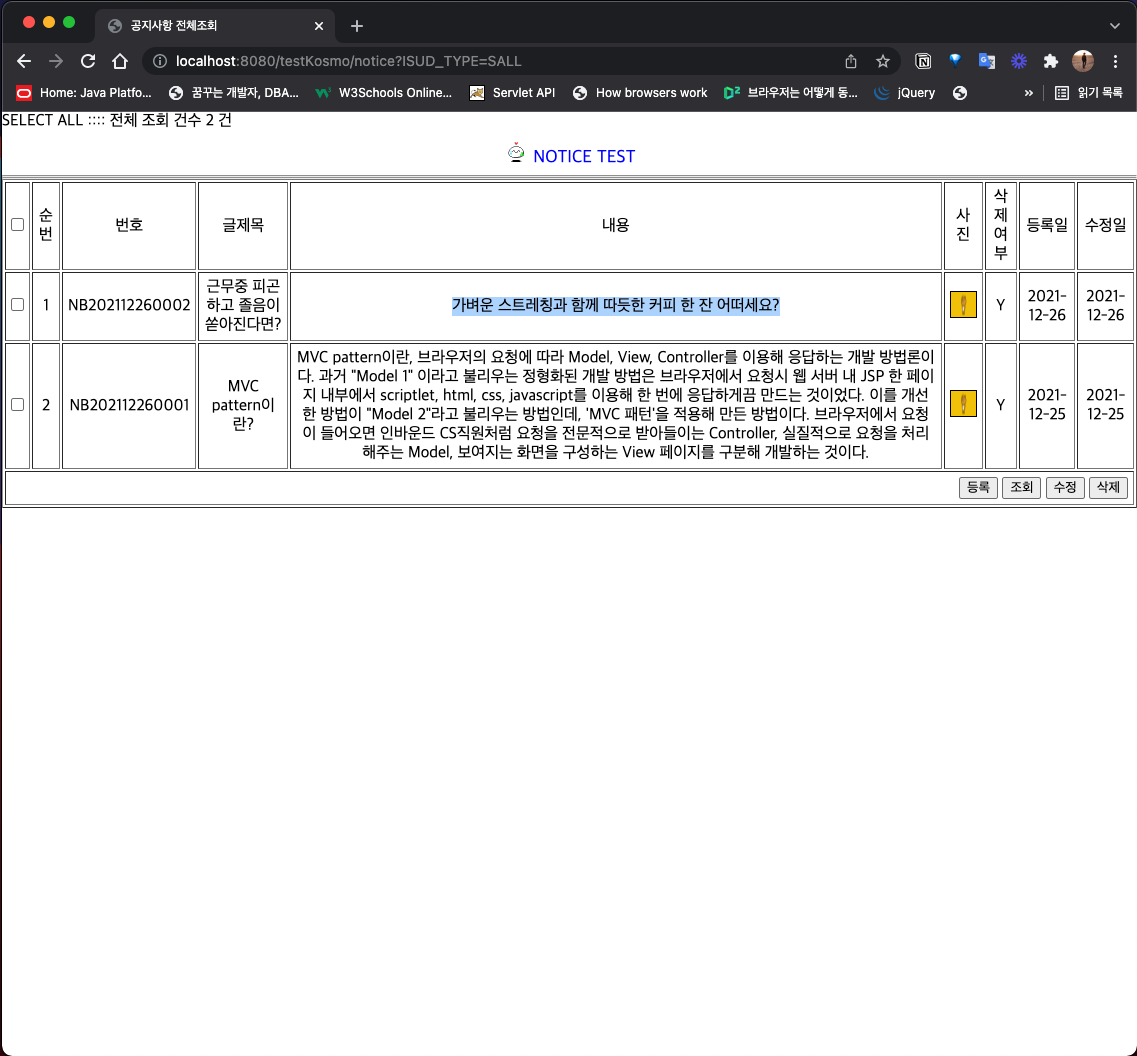 공지사항 전체조회
localhost:8080/testKosmo/notice?ISUD_TYPE=SALL
Home: Java Platfo... 꿈꾸는 개발자, DBA... W3Schools Online... Servlet API How browsers work 브라우저는 어떻게 동... jQuery » 읽기 목록
SELECT ALL :::: 전체 조회 건수 2 건
NOTICE TEST
순번 번호 글제목 내용 사진 삭제여부 등록일 수정일
1 NB202112260002 근무중 피곤
하고 졸음이
쏟아진다면?
가벼운 스트레칭과 함께 따듯한 커피 한 잔 어떠세요?
Y 2021-12-26 2021-12-26
2 NB202112260001 MVC
pattern이
란?
MVC pattern이란, 브라우저의 요청에 따라 Model, View, Controller를 이용해 응답하는 개발 방법론이
다. 과거 "Model 1" 이라고 불리우는 정형화된 개발 방법은 브라우저에서 요청시 웹 서버 내 JSP 한 페이
지 내부에서 scriptlet, html, css, javascript를 이용해 한 번에 응답하게끔 만드는 것이었다. 이를 개선
한 방법이 "Model 2"라고 불리우는 방법인데, 'MVC 패턴'을 적용해 만든 방법이다. 브라우저에서 요청
이 들어오면 인바운드 CS직원처럼 요청을 전문적으로 받아들이는 Controller, 실질적으로 요청을 처리
해주는 Model, 보여지는 화면을 구성하는 View 페이지를 구분해 개발하는 것이다.
Y 2021-12-25 2021-12-25
등록 조회 수정 삭제